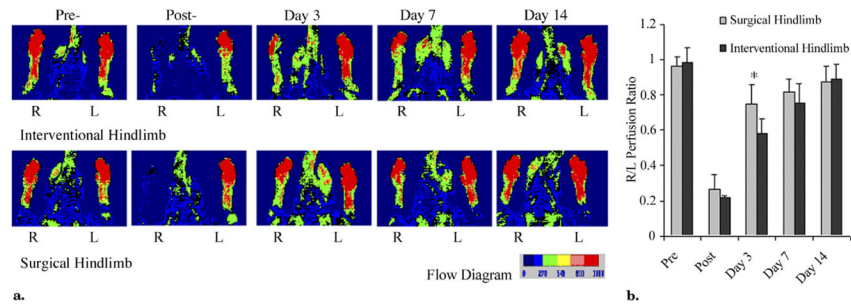 a.
Pre-
Post-
Day 3
Day 7
Day 14
R L R L R L R L R L
Interventional Hindlimb
R L R L R L R L R L
Surgical Hindlimb
Flow Diagram
b.
R/L Perfusion Ratio
1.2
1
0.8
0.6
0.4
0.2
0
Surgical Hindlimb
Interventional Hindlimb
*
Pre
Post
Day 3
Day 7
Day 14